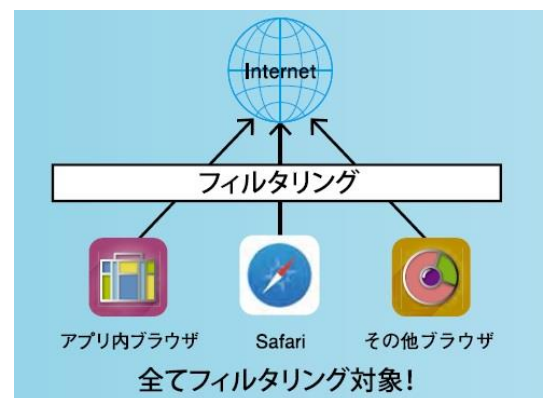 Internet
フィルタリング
アプリ内ブラウザ
Safari
その他ブラウザ
全てフィルタリング対象!